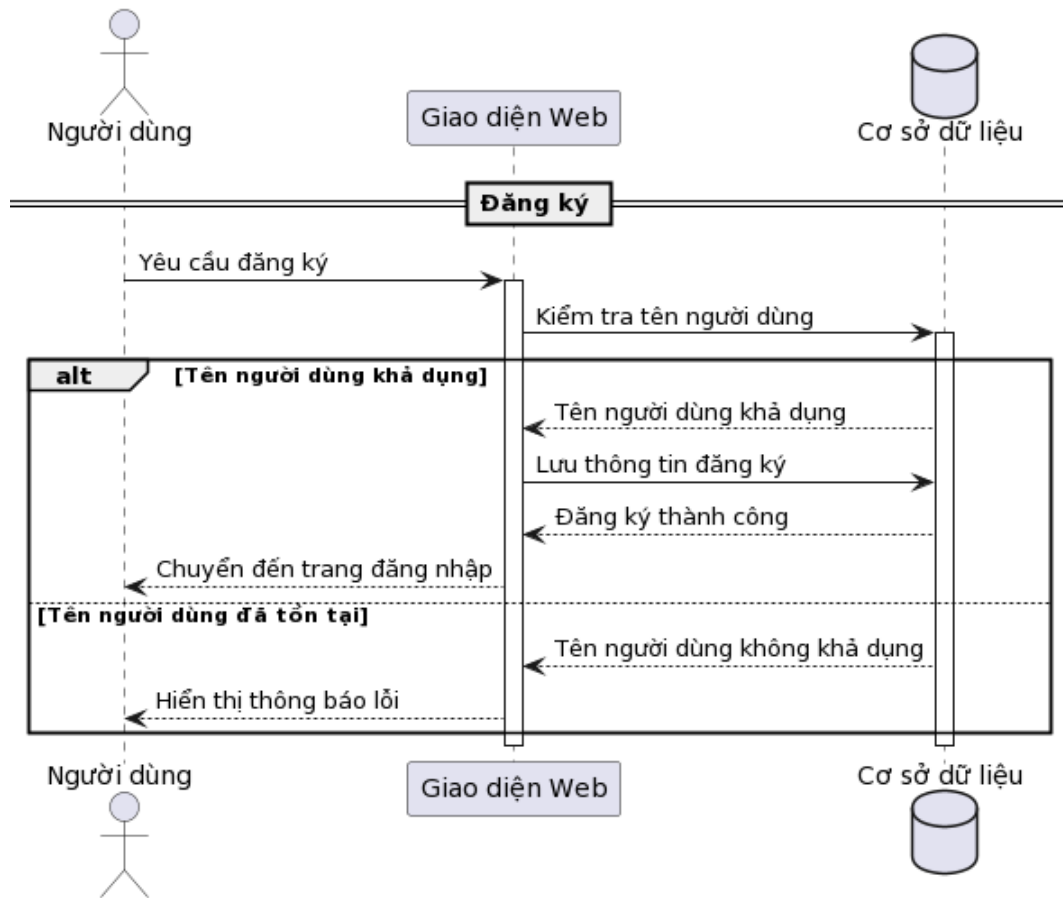 Người dùng
Giao diện Web
Cơ sở dữ liệu
Đăng ký
Yêu cầu đăng ký
Kiểm tra tên người dùng
alt [Tên người dùng khả dụng]
Tên người dùng khả dụng
Lưu thông tin đăng ký
Đăng ký thành công
Chuyển đến trang đăng nhập
[Tên người dùng đã tồn tại]
Tên người dùng không khả dụng
Hiển thị thông báo lỗi
Người dùng
Giao diện Web
Cơ sở dữ liệu